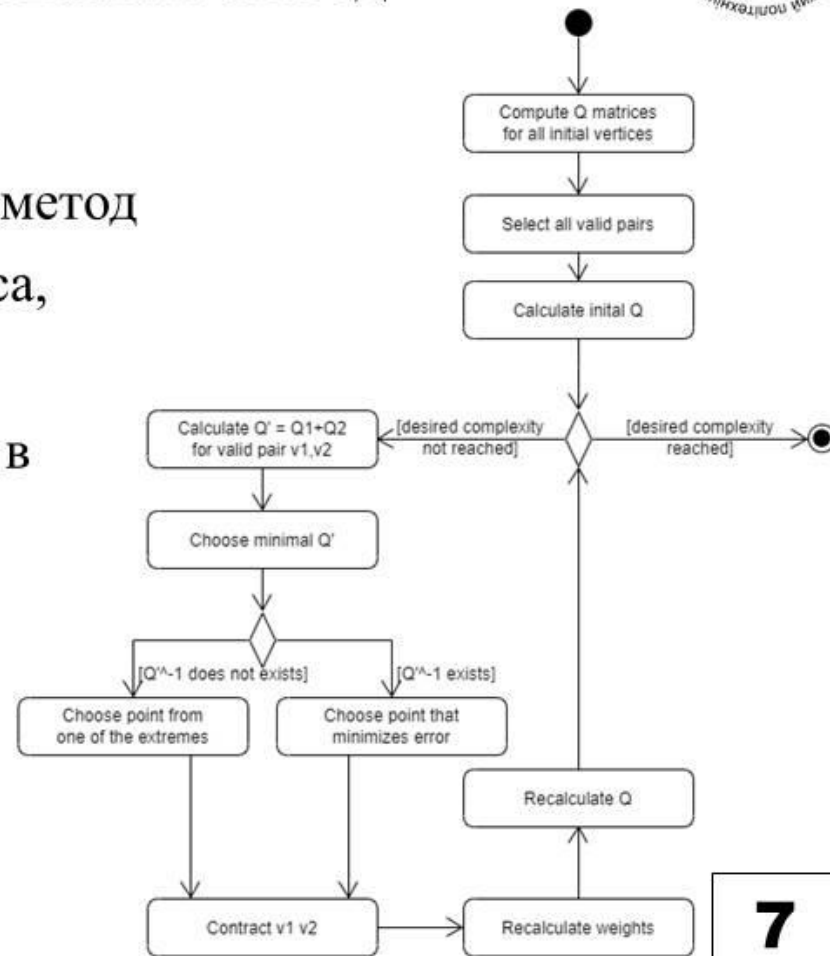 метод
са,
в
Compute Q matrices
for all initial vertices
Select all valid pairs
Calculate inital Q
[desired complexity
not reached]
[desired complexity
reached]
Calculate Q' = Q1+Q2
for valid pair v1,v2
Choose minimal Q'
[Q'^-1 does not exists]
[Q'^-1 exists]
Choose point from
one of the extremes
Choose point that
minimizes error
Contract v1 v2
Recalculate weights
Recalculate Q
7